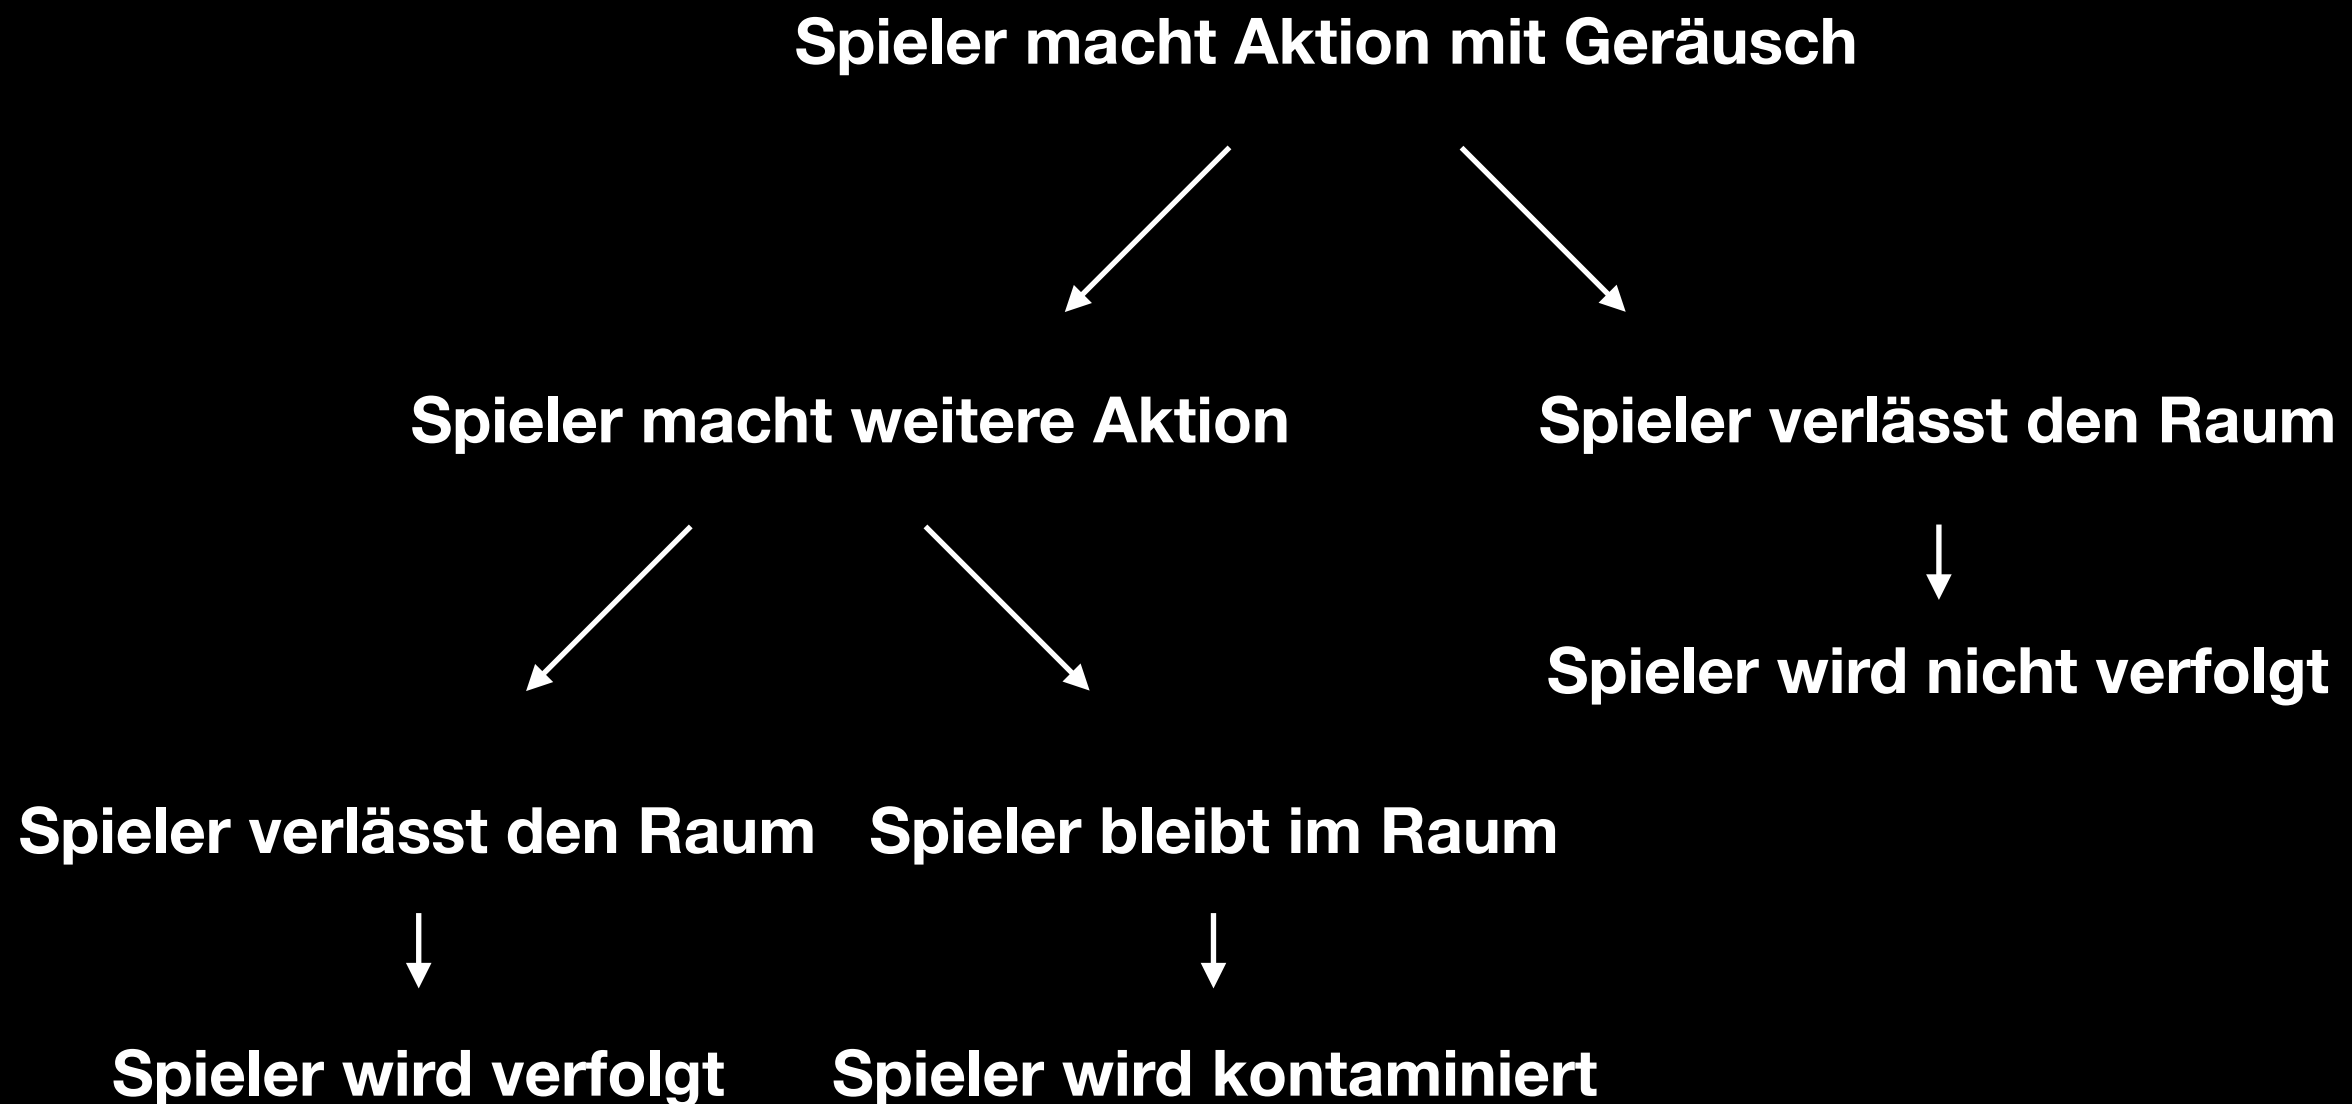 Spieler macht Aktion mit Geräusch
Spieler macht weitere Aktion
Spieler verlässt den Raum
Spieler wird nicht verfolgt
Spieler verlässt den Raum
Spieler bleibt im Raum
Spieler wird verfolgt
Spieler wird kontaminiert